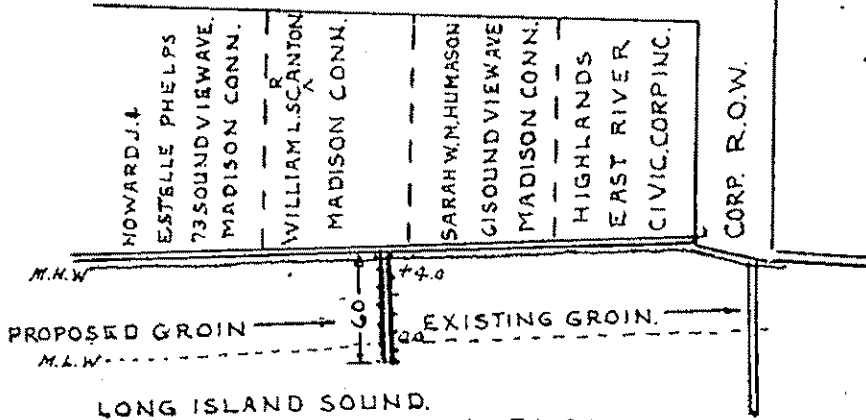 HOWARD J. &
ESTELLE PHELPS
73 SOUNDVIEW AVE.
MADISON CONN.
WILLIAM L. SCANTON
R
^
MADISON CONN.
SARAH W. M. HUMASON
61 SOUNDVIEW AVE
MADISON CONN.
HIGHLANDS
EAST RIVER
CIVIC. CORP INC.
CORP. R.O.W.
M.H.W
+4.0
60
PROPOSED GROIN
EXISTING GROIN.
0.0
M.L.W
LONG ISLAND SOUND.